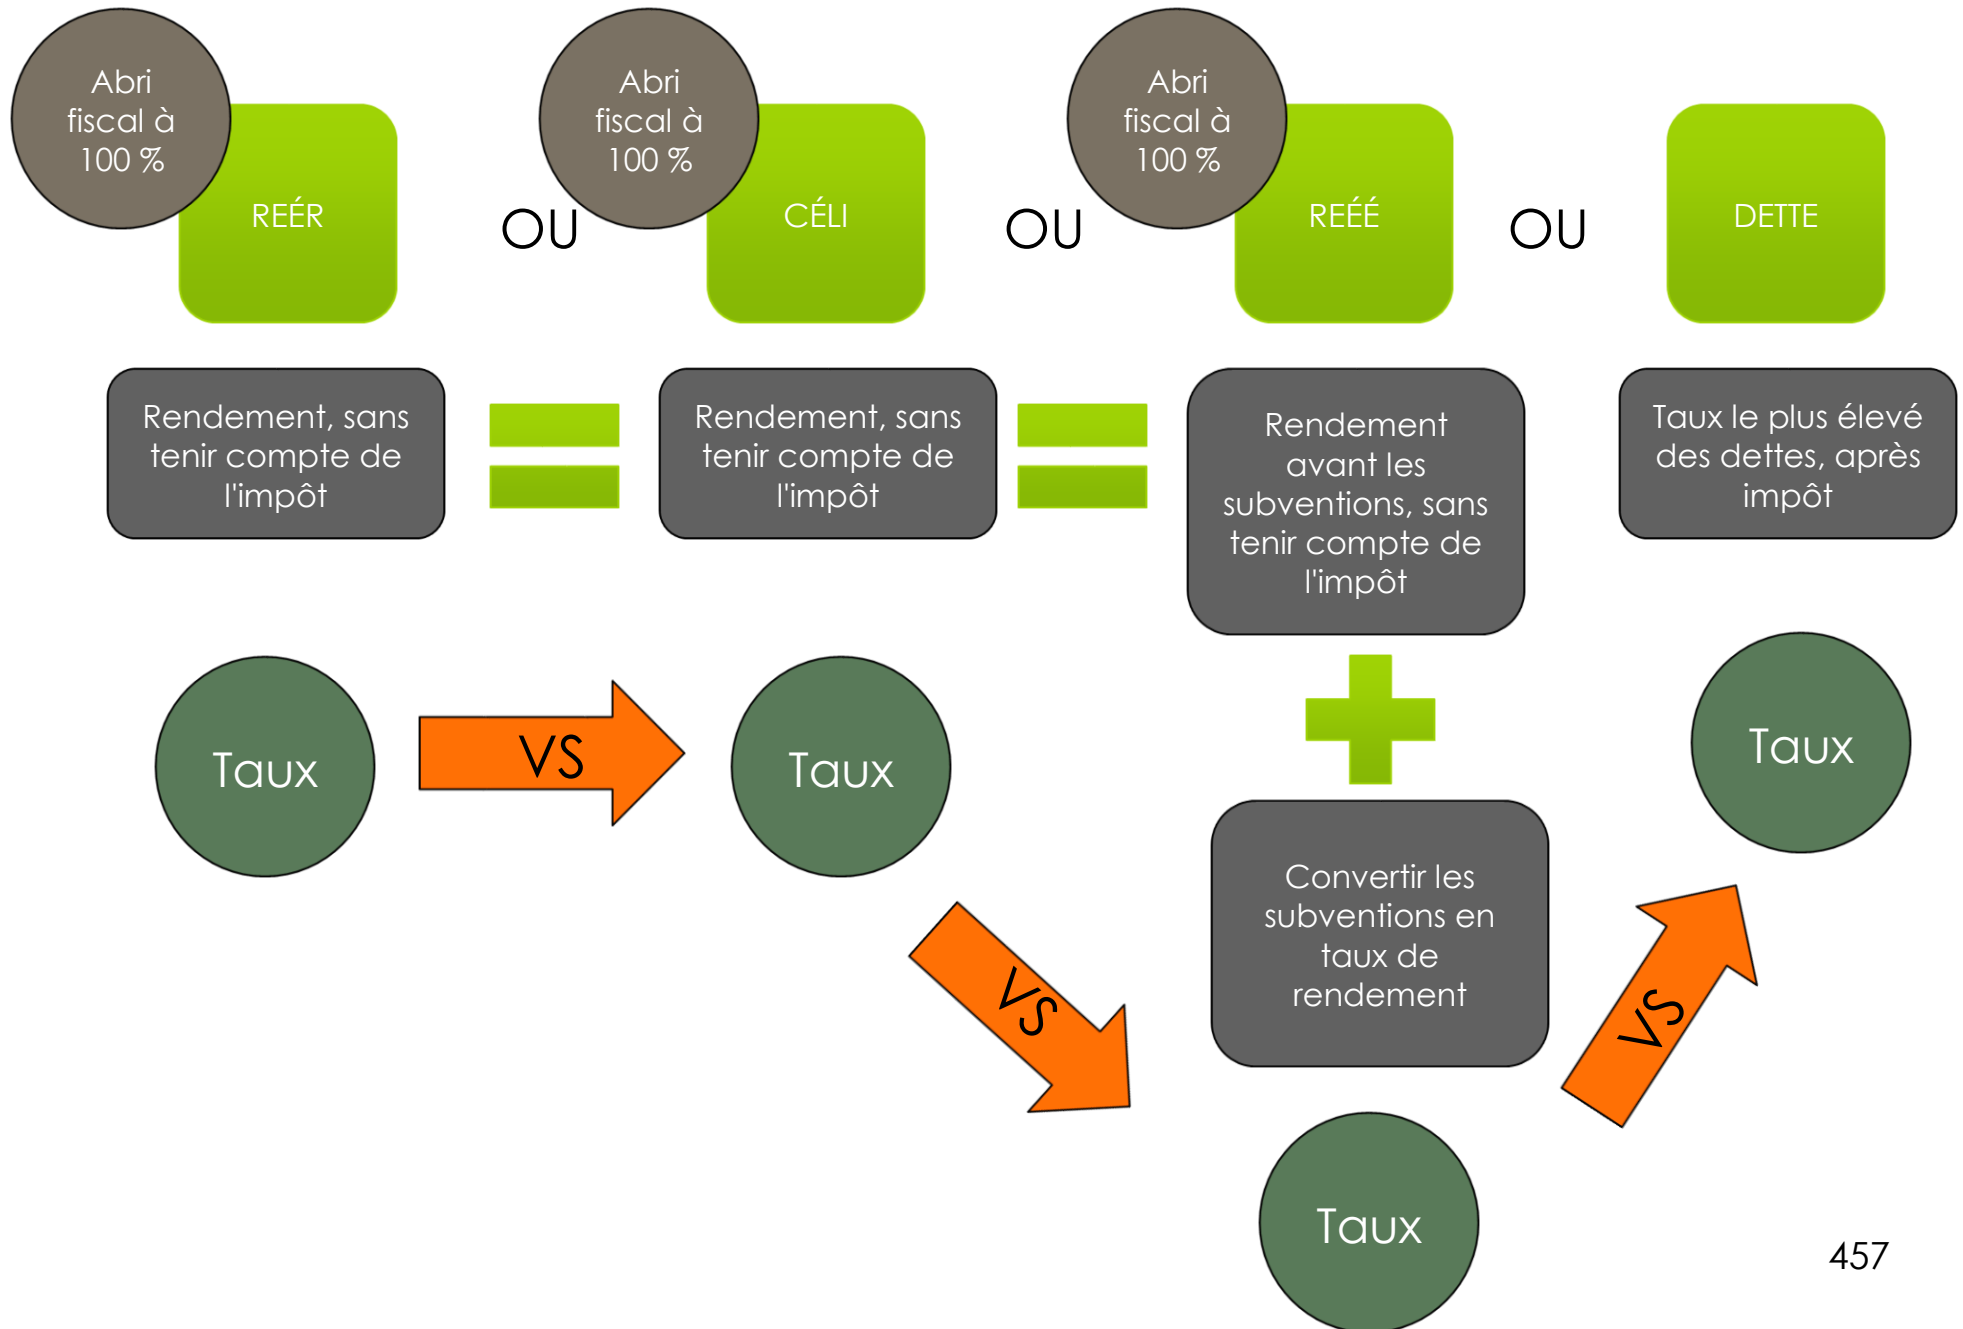 Abri
fiscal à
100 %
REÉR
OU
Abri
fiscal à
100 %
CÉLI
OU
Abri
fiscal à
100 %
REÉÉ
OU
DETTE
Rendement, sans
tenir compte de
l'impôt
Rendement, sans
tenir compte de
l'impôt
Rendement
avant les
subventions, sans
tenir compte de
l'impôt
Taux le plus élevé
des dettes, après
impôt
Taux
VS
Taux
VS
Convertir les
subventions en
taux de
rendement
Taux
VS
Taux
457